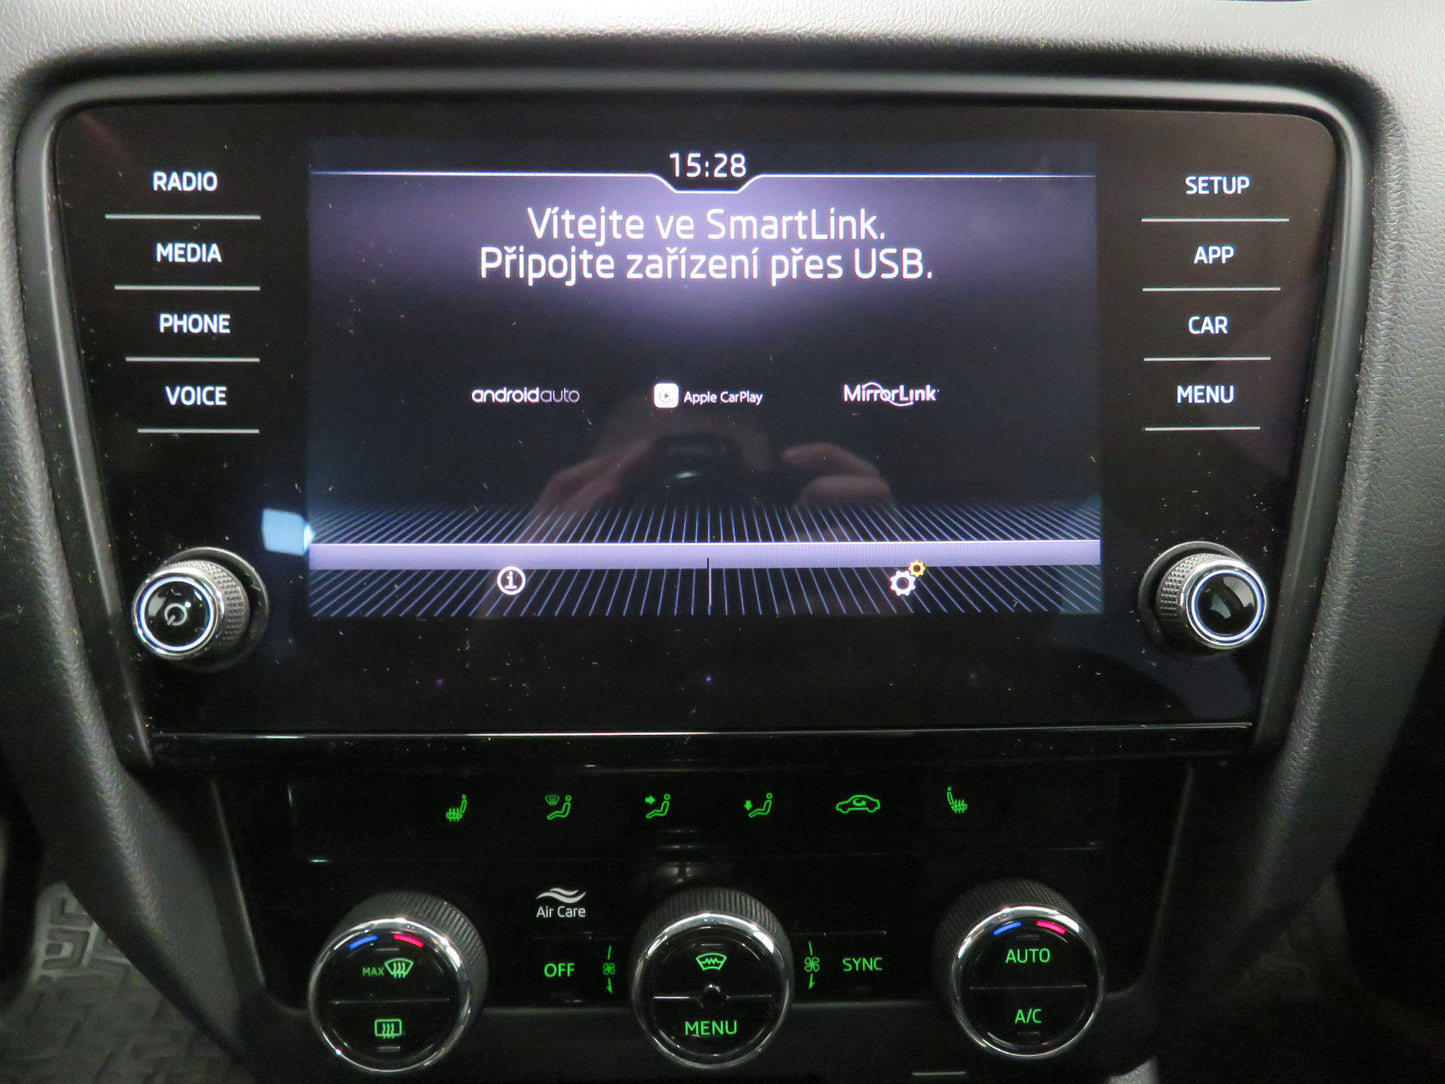 15:28
RADIO
MEDIA
PHONE
VOICE
Vítejte ve SmartLink.
Připojte zařízení přes USB.
androidauto
Apple CarPlay
MirrorLink
SETUP
APP
CAR
MENU
Air Care
MAX
OFF
MENU
SYNC
AUTO
A/C